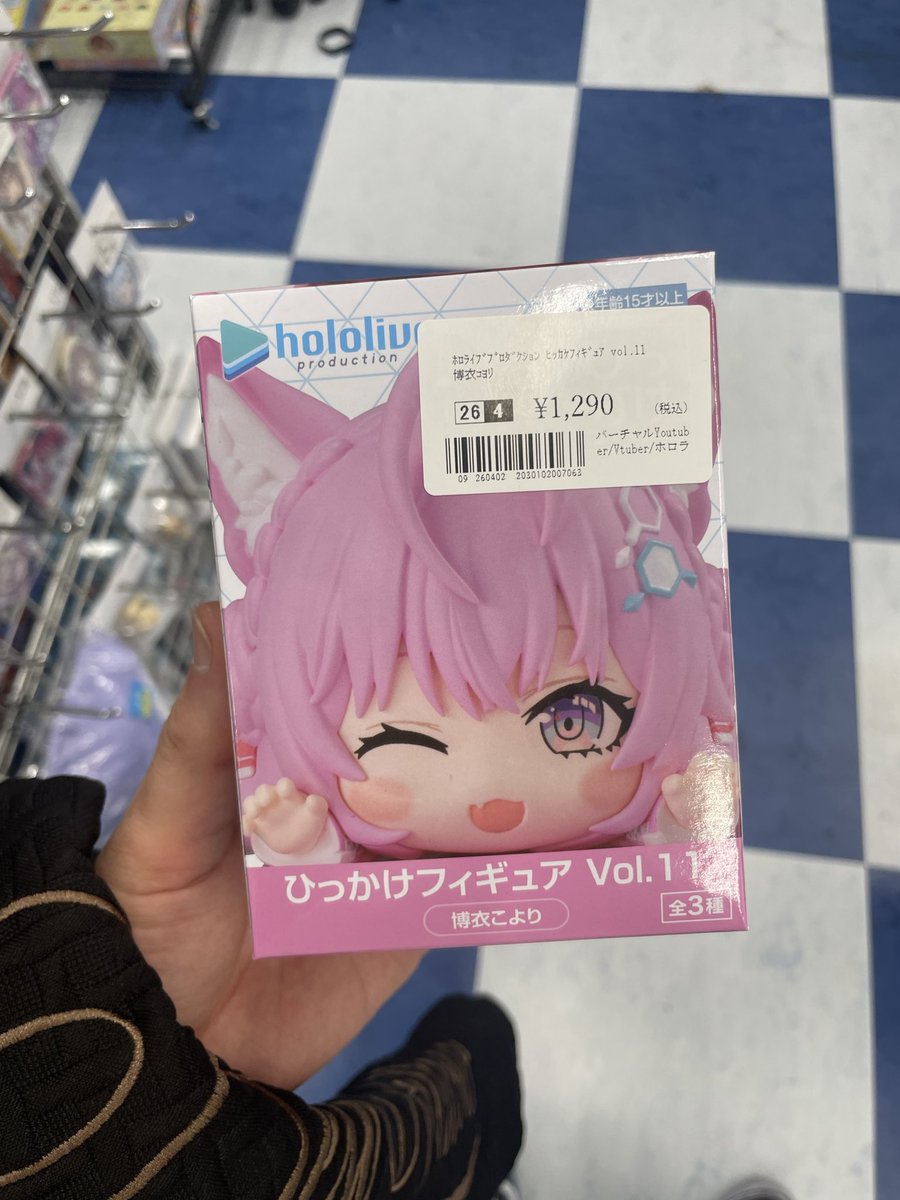 hololive
production
年齢15才以上
ﾎﾛﾗｲﾌﾞﾌﾟﾛﾀﾞｸｼｮﾝ ﾋｯｶｹﾌｨｷﾞｭｱ vol.11
博衣ｺﾖﾘ
26 4 ¥1,290 (税込)
バーチャルYoutub
er/Vtuber/ホロラ
09 260402 2030102007063
ひっかけフィギュア Vol.11
博衣こより
全3種